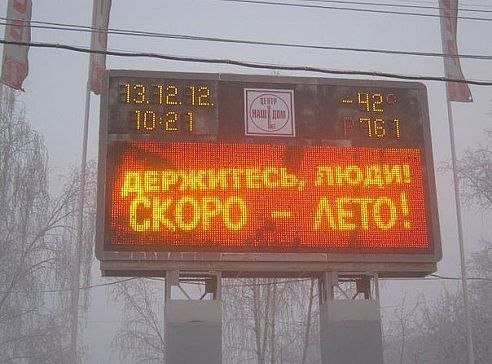 13.12.12.
10:21
ЦЕНТР
НАШ ДОМ
-42°
P 761
ДЕРЖИТЕСЬ, ЛЮДИ!
СКОРО - ЛЕТО!